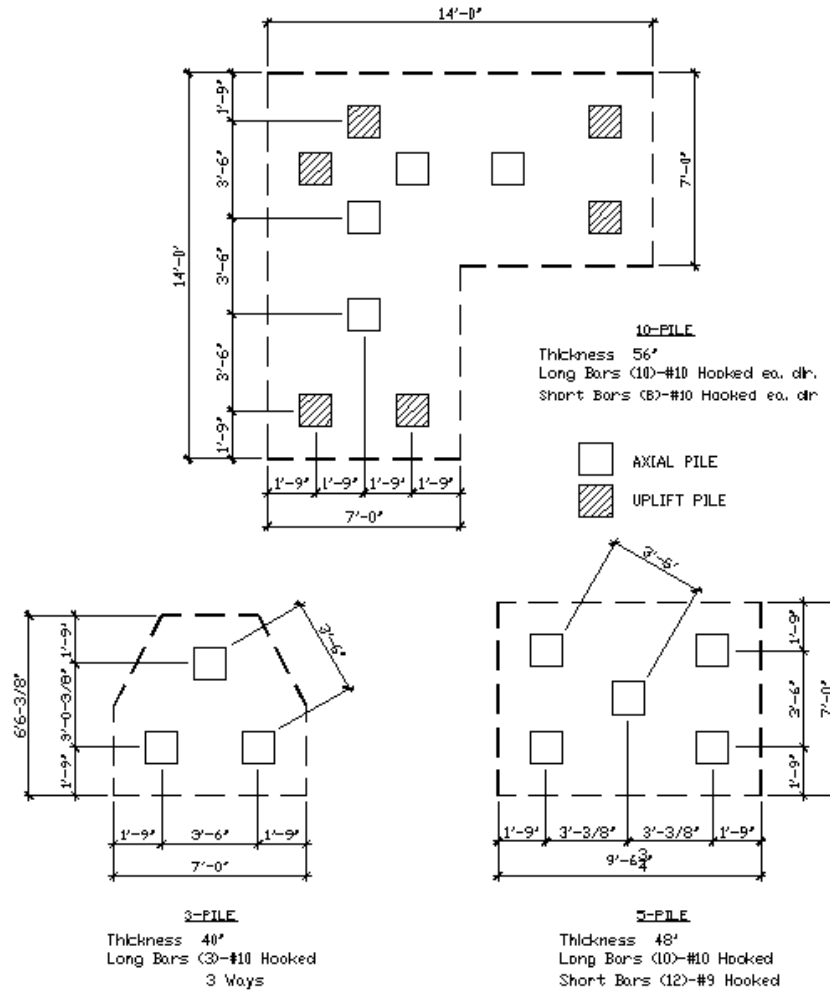 14'-0"
1'-9"
3'-6"
3'-6"
3'-6"
1'-9"
14'-0"
7'-0"
1'-9" 1'-9" 1'-9" 1'-9"
7'-0"
10-PILE
Thickness 56"
Long Bars (10)-#10 Hooked ea. dir.
Short Bars (8)-#10 Hooked ea. dir
AXIAL PILE
UPLIFT PILE
3'-6"
1'-9"
3'-0-3/8"
1'-9"
6'6-3/8"
1'-9" 3'-6" 1'-9"
7'-0"
3-PILE
Thickness 40"
Long Bars (3)-#10 Hooked
3 Ways
3'-6"
1'-9"
3'-6"
1'-9"
7'-0"
1'-9" 3'-3/8" 3'-3/8" 1'-9"
9'-6 3/4"
5-PILE
Thickness 48"
Long Bars (10)-#10 Hooked
Short Bars (12)-#9 Hooked